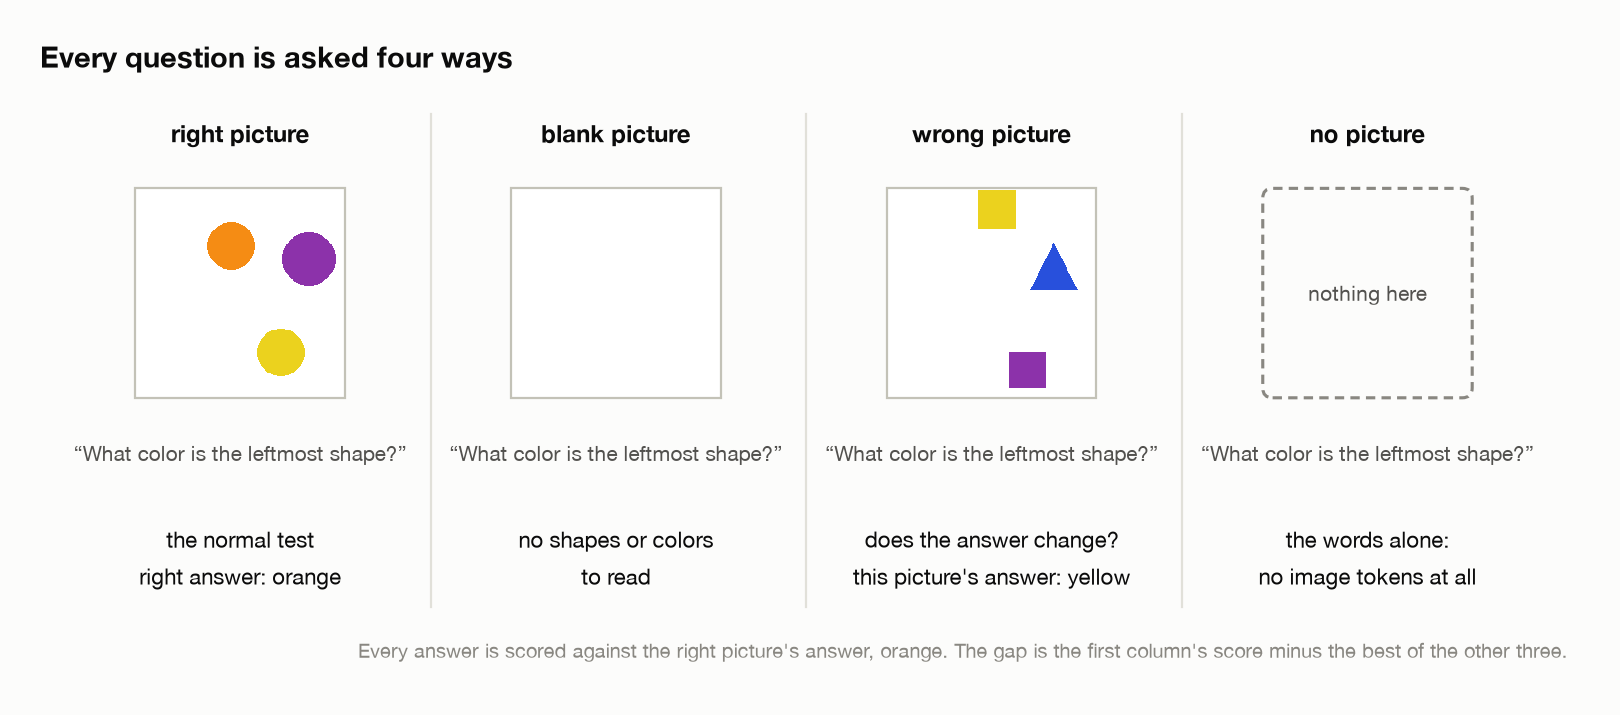 Every question is asked four ways
right picture
blank picture
wrong picture
no picture
nothing here
“What color is the leftmost shape?”
“What color is the leftmost shape?”
“What color is the leftmost shape?”
“What color is the leftmost shape?”
the normal test
right answer: orange
no shapes or colors
to read
does the answer change?
this picture's answer: yellow
the words alone:
no image tokens at all
Every answer is scored against the right picture's answer, orange. The gap is the first column's score minus the best of the other three.